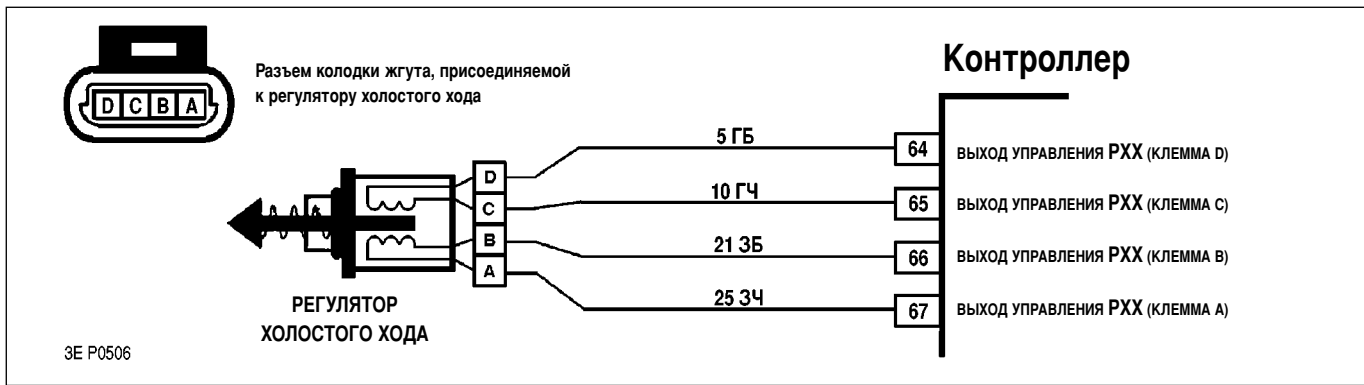 Контроллер
Разъем колодки жгута, присоединяемой
к регулятору холостого хода
D C B A
5 ГБ
64 ВЫХОД УПРАВЛЕНИЯ РХХ (КЛЕММА D)
D
10 ГЧ
65 ВЫХОД УПРАВЛЕНИЯ РХХ (КЛЕММА C)
C
21 ЗБ
66 ВЫХОД УПРАВЛЕНИЯ РХХ (КЛЕММА B)
B
25 ЗЧ
67 ВЫХОД УПРАВЛЕНИЯ РХХ (КЛЕММА A)
A
РЕГУЛЯТОР
ХОЛОСТОГО ХОДА
3E P0506